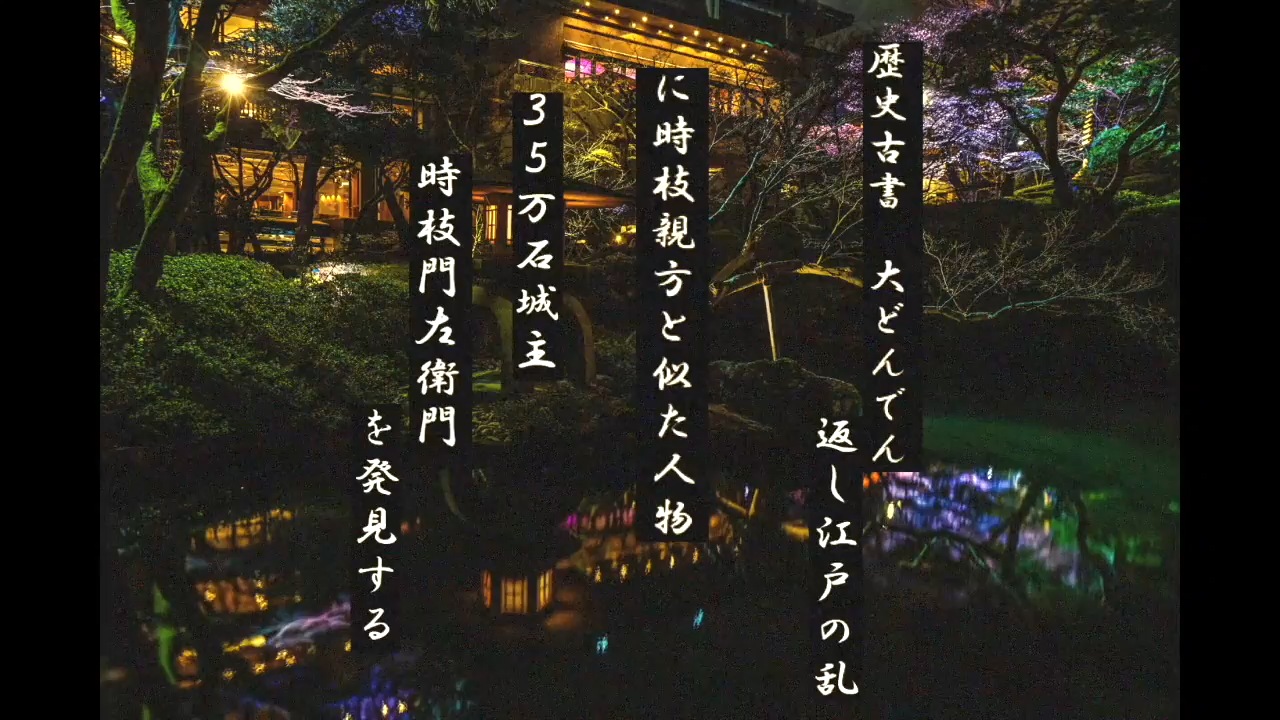 歴史古書　大どんでん
返し江戸の乱
に時枝親方と似た人物
35万石城主
時枝門左衛門
を発見する